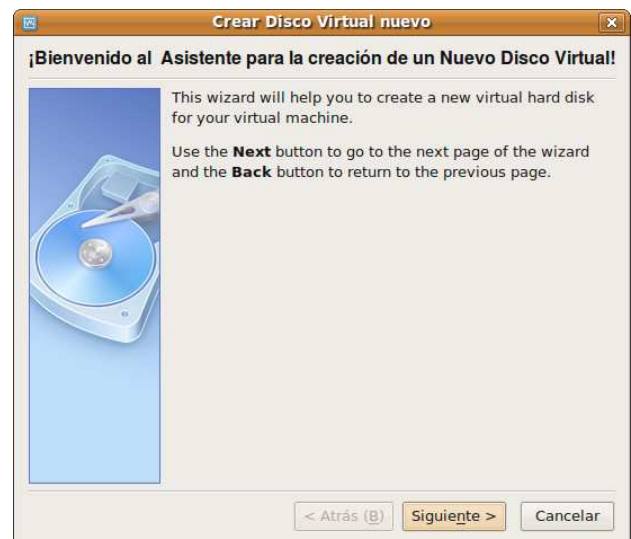 Crear Disco Virtual nuevo
¡Bienvenido al Asistente para la creación de un Nuevo Disco Virtual!
This wizard will help you to create a new virtual hard disk
for your virtual machine.
Use the Next button to go to the next page of the wizard
and the Back button to return to the previous page.
< Atrás (B) Siguiente > Cancelar